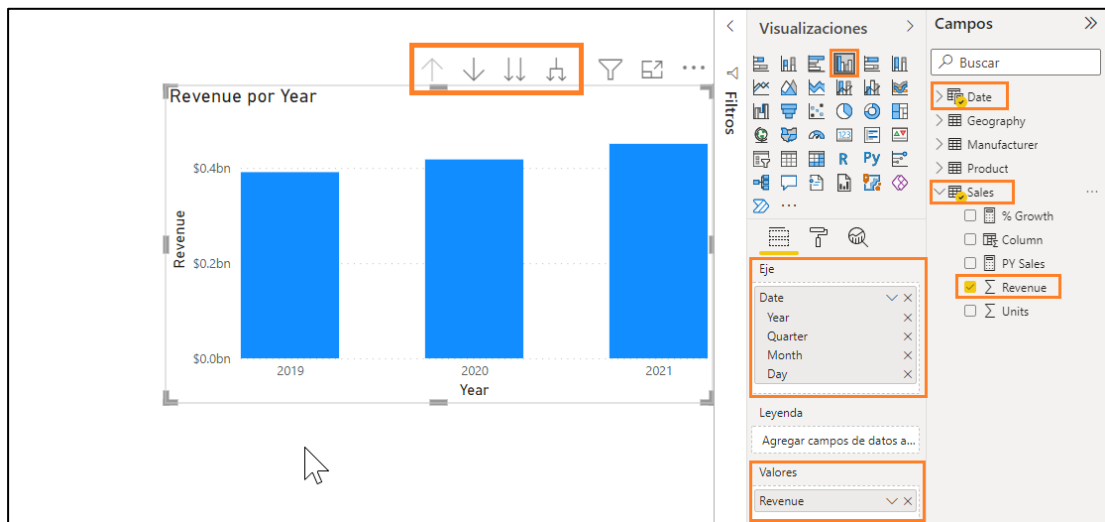 Revenue por Year
Revenue
$0.4bn
$0.2bn
$0.0bn
2019
2020
2021
Year
Filtros
Visualizaciones
123
R
Py
Eje
Date
Year
Quarter
Month
Day
Leyenda
Agregar campos de datos a...
Valores
Revenue
Campos
Buscar
Date
Geography
Manufacturer
Product
Sales
% Growth
Column
PY Sales
Revenue
Units